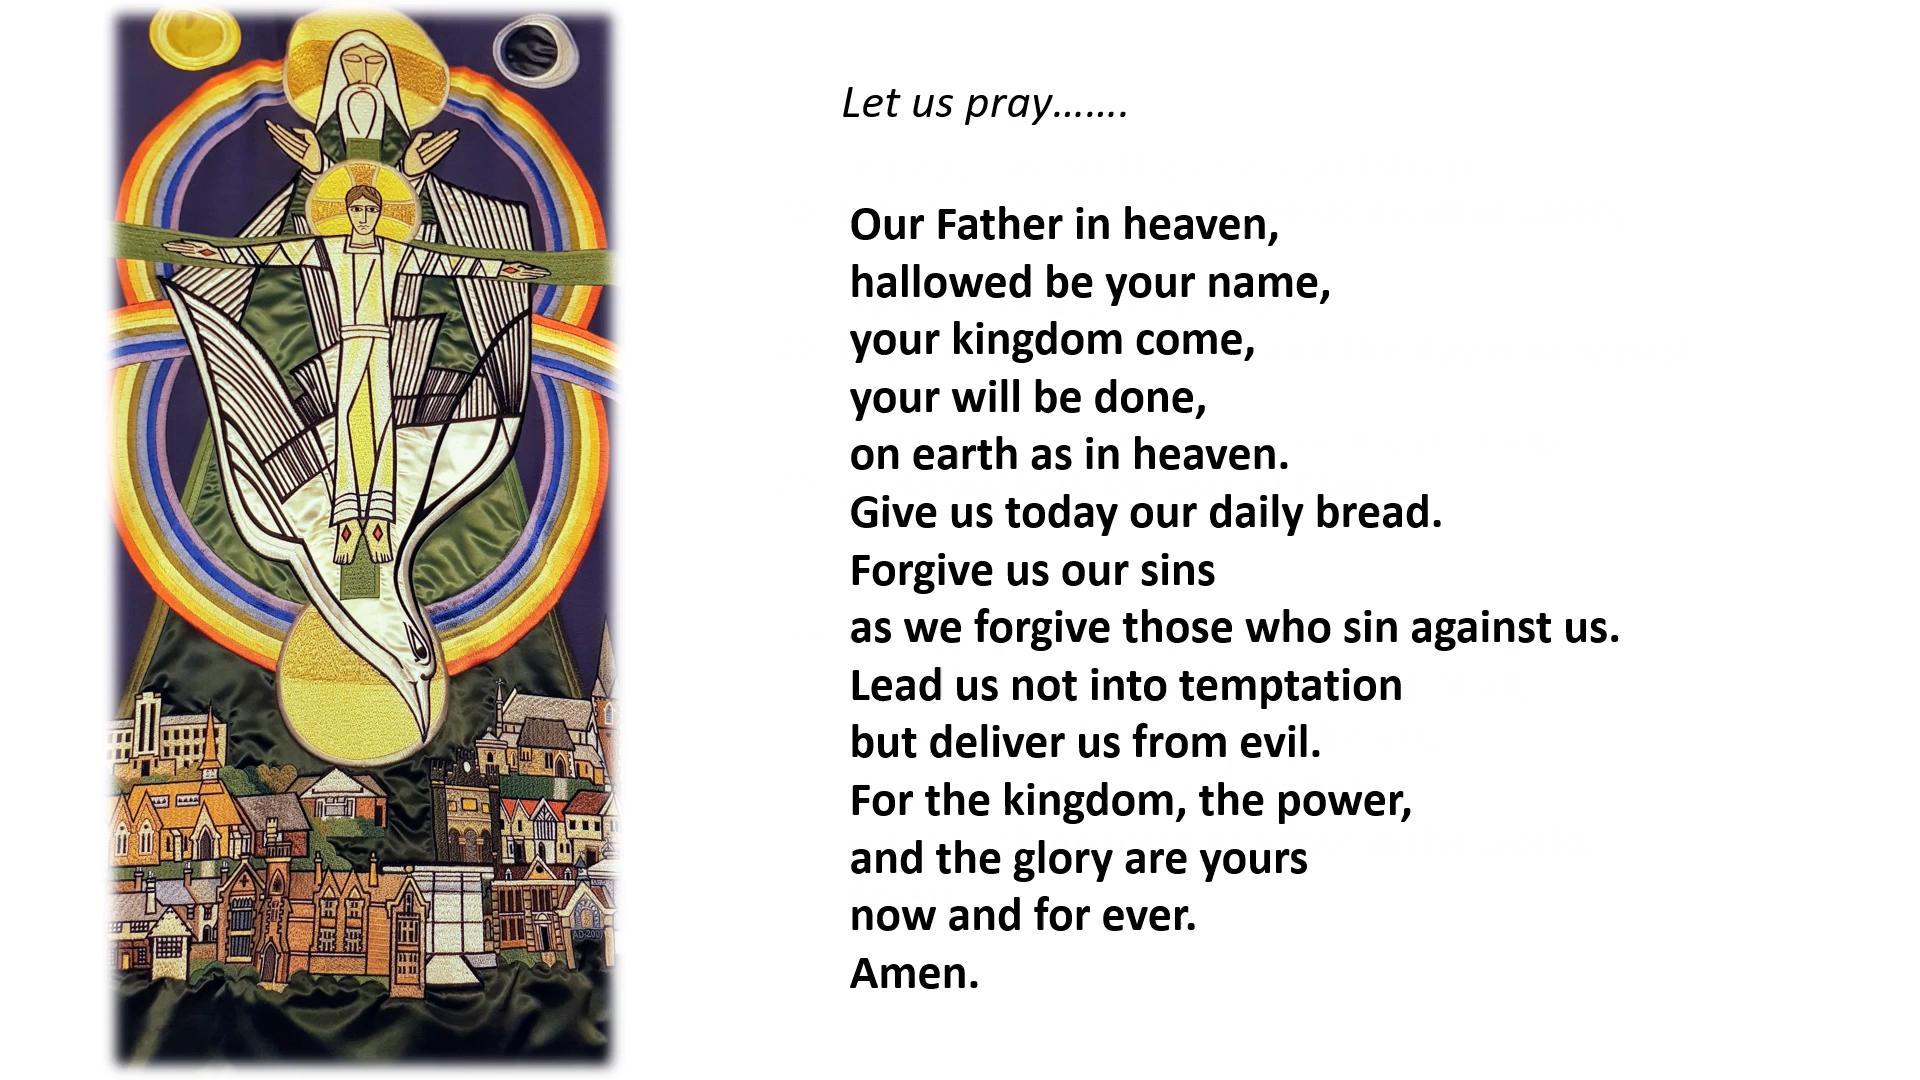 Let us pray.......
Our Father in heaven,
hallowed be your name,
your kingdom come,
your will be done,
on earth as in heaven.
Give us today our daily bread.
Forgive us our sins
as we forgive those who sin against us.
Lead us not into temptation
but deliver us from evil.
For the kingdom, the power,
and the glory are yours
now and for ever.
Amen.